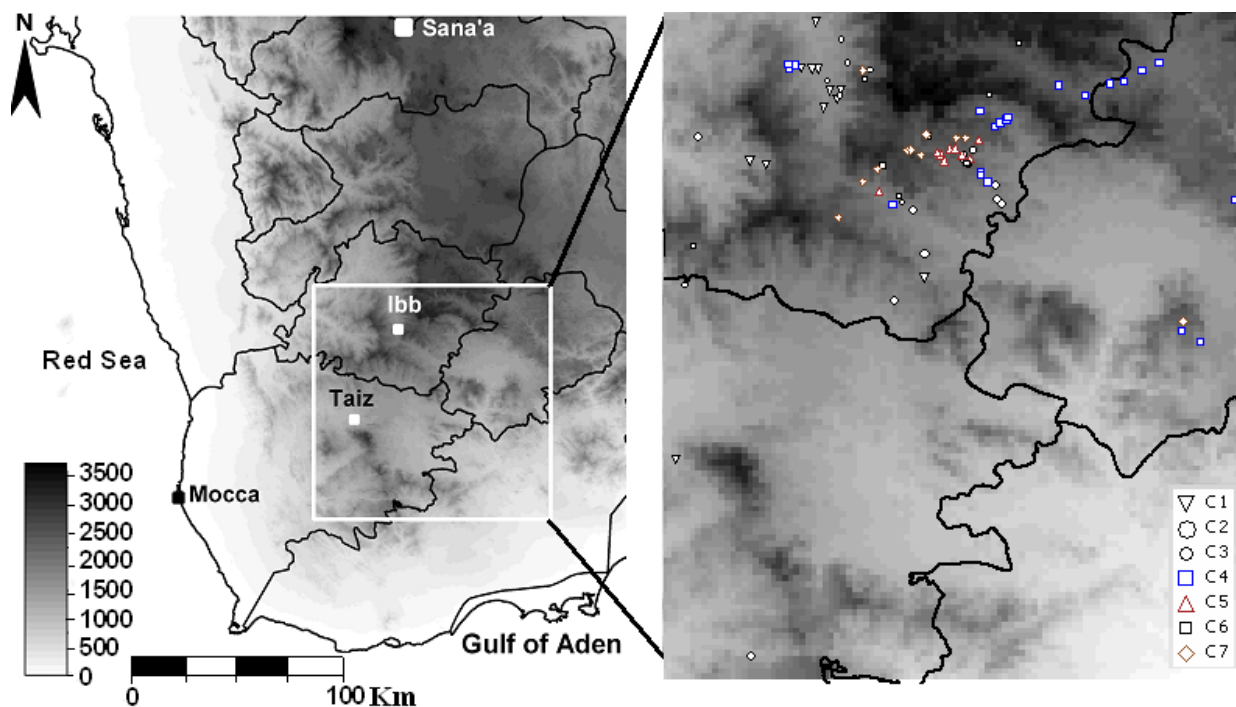 N
Sana'a
Ibb
Red Sea
Taiz
3500
3000
2500
2000
1500
1000
500
0
Mocca
Gulf of Aden
0
100 Km
C1
C2
C3
C4
C5
C6
C7